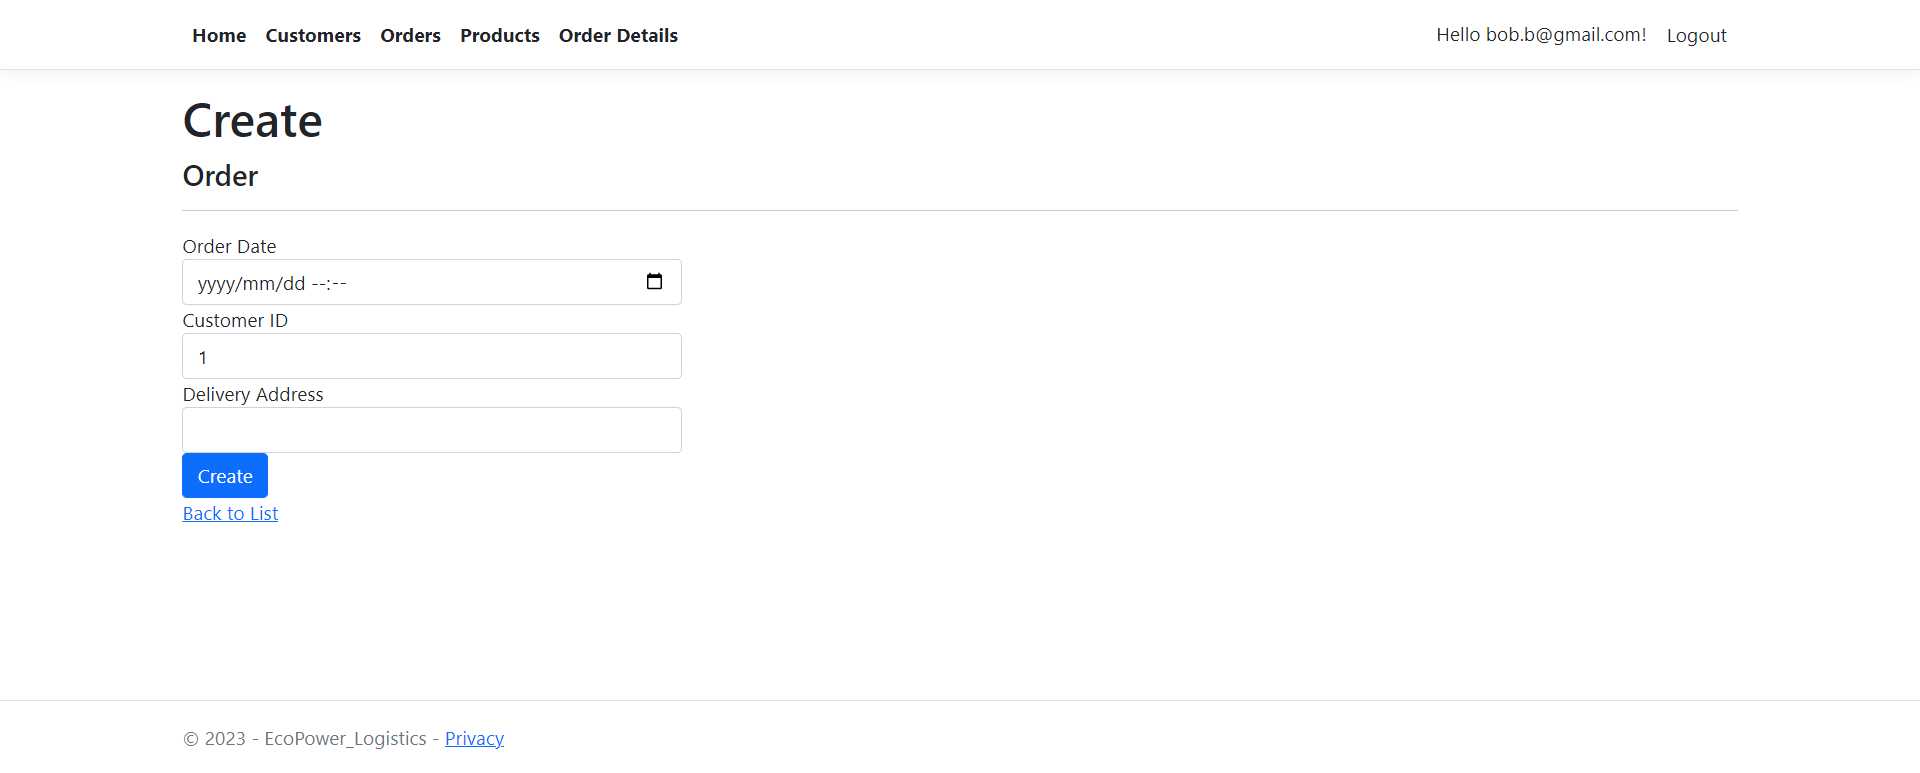 Home Customers Orders Products Order Details Hello bob.b@gmail.com! Logout
Create
Order
Order Date
yyyy/mm/dd --:--
Customer ID
1
Delivery Address
Create
Back to List
© 2023 - EcoPower_Logistics - Privacy